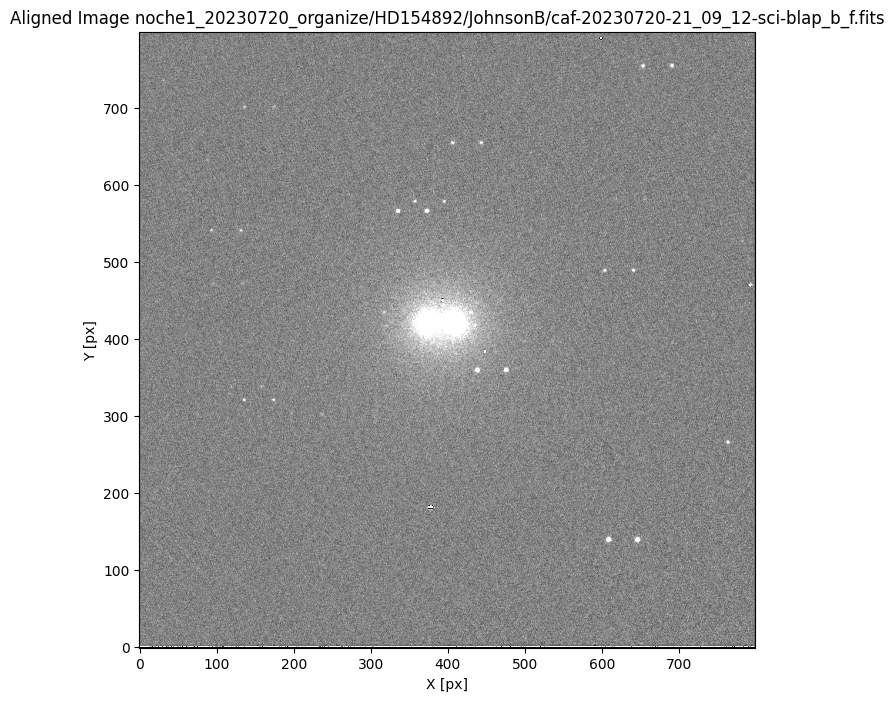 Aligned Image noche1_20230720_organize/HD154892/JohnsonB/caf-20230720-21_09_12-sci-blap_b_f.fits
700
600
500
400
300
200
100
0
Y [px]
0 100 200 300 400 500 600 700
X [px]